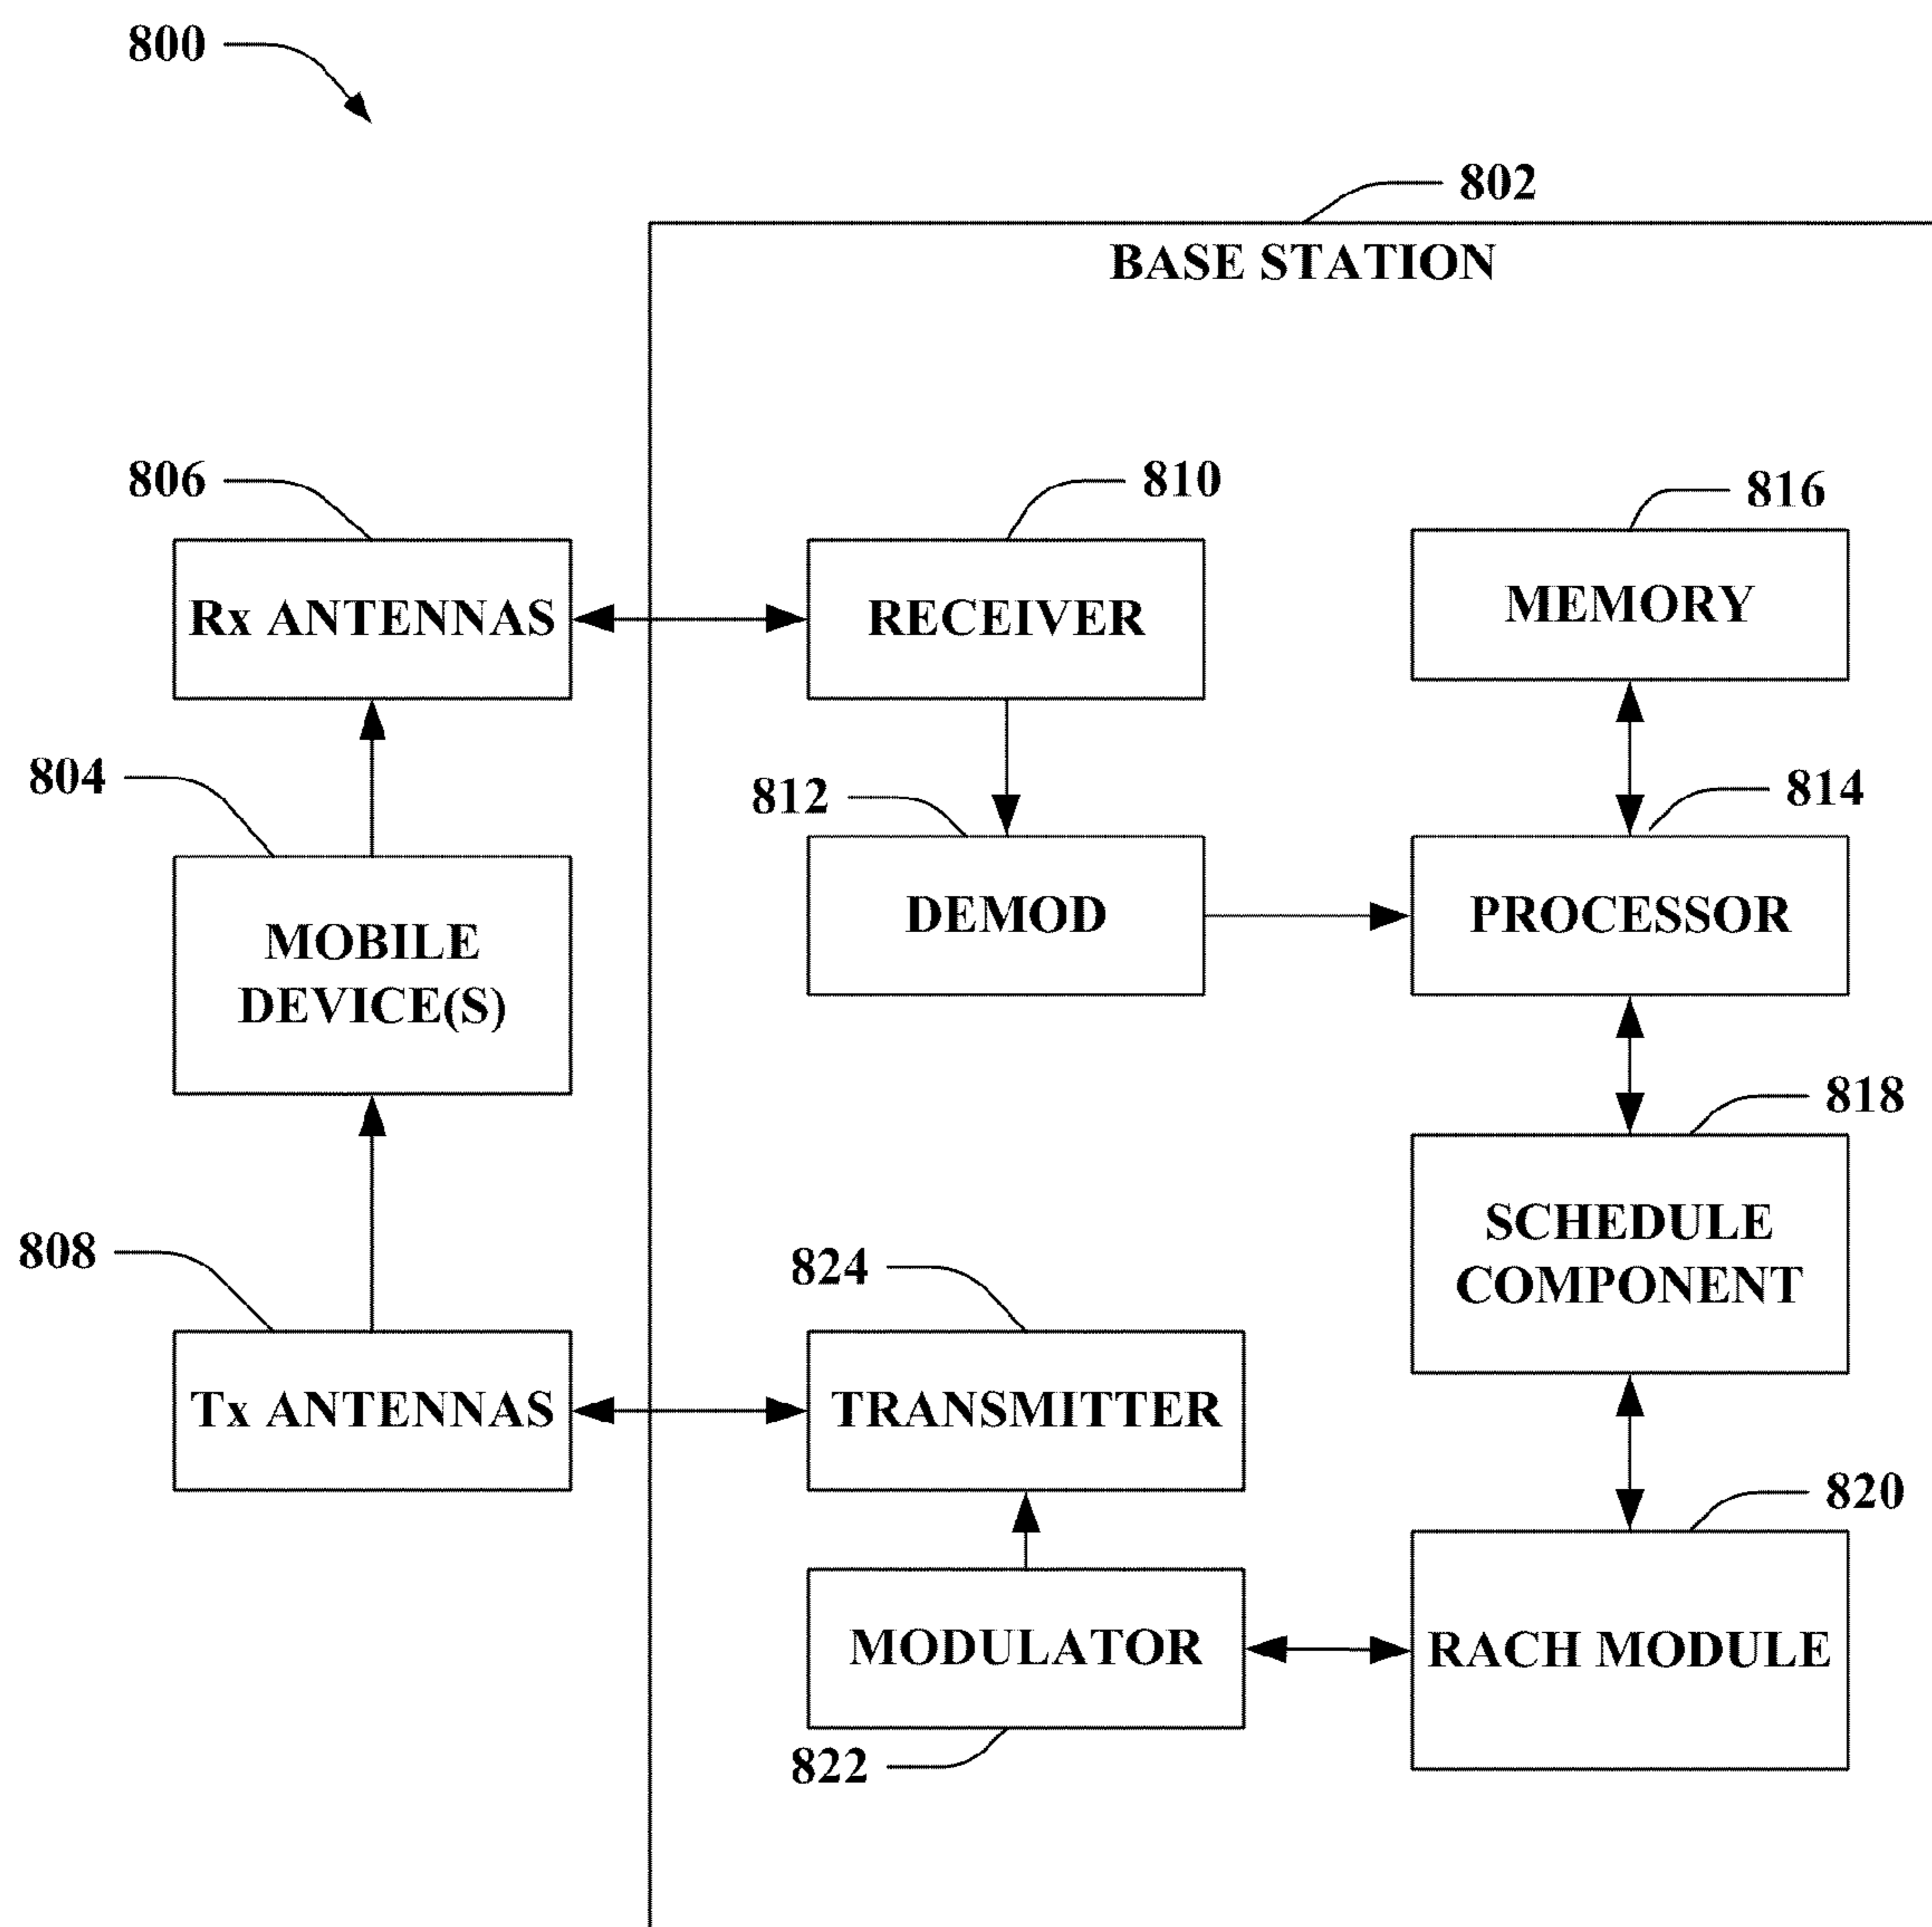 800
802
BASE STATION
806
810
816
Rx ANTENNAS
RECEIVER
MEMORY
804
812
814
MOBILE
DEVICE(S)
DEMOD
PROCESSOR
818
808
824
SCHEDULE
COMPONENT
Tx ANTENNAS
TRANSMITTER
820
MODULATOR
RACH MODULE
822